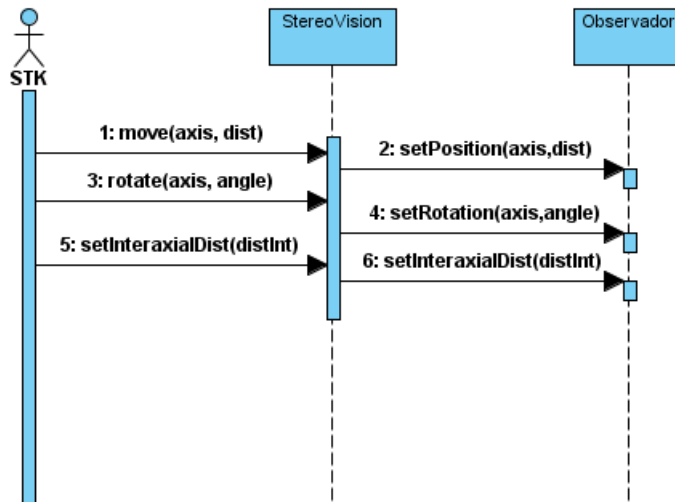 StereoVision
Observador
STK
1: move(axis, dist)
2: setPosition(axis,dist)
3: rotate(axis, angle)
4: setRotation(axis,angle)
5: setInteraxialDist(distInt)
6: setInteraxialDist(distInt)